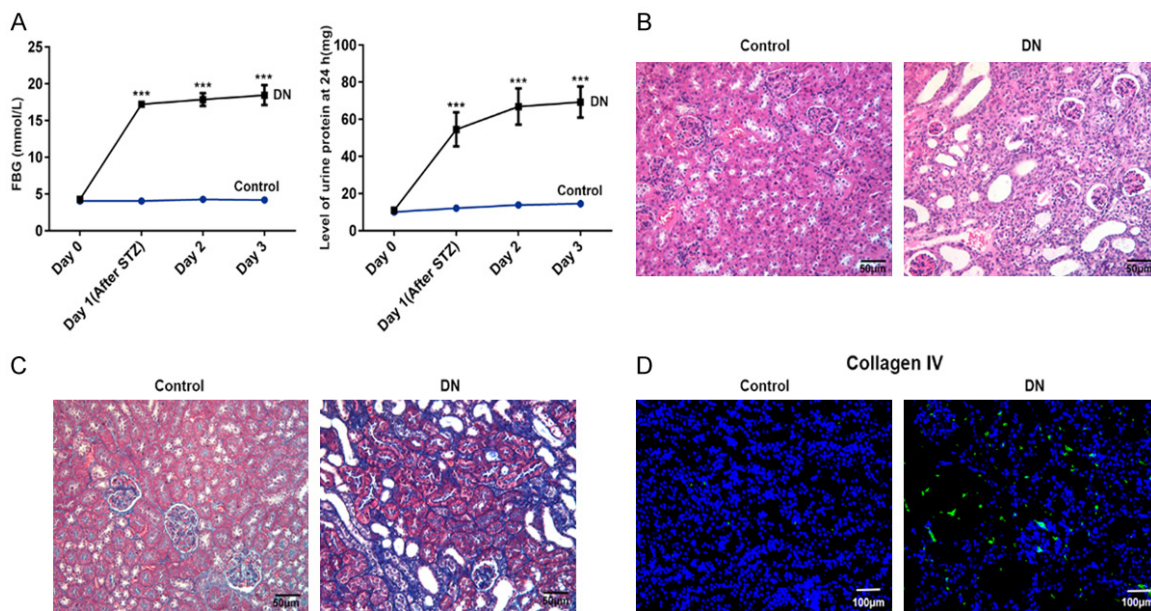 A
FBG (mmol/L)
25
20
15
10
5
0
***
***
***
DN
Control
Day 0
Day 1(After STZ)
Day 2
Day 3
Level of urine protein at 24 h(mg)
100
80
60
40
20
0
***
***
***
DN
Control
Day 0
Day 1(After STZ)
Day 2
Day 3
B
Control
DN
50μm
50μm
C
Control
DN
50μm
50μm
D
Collagen IV
Control
DN
100μm
100μm